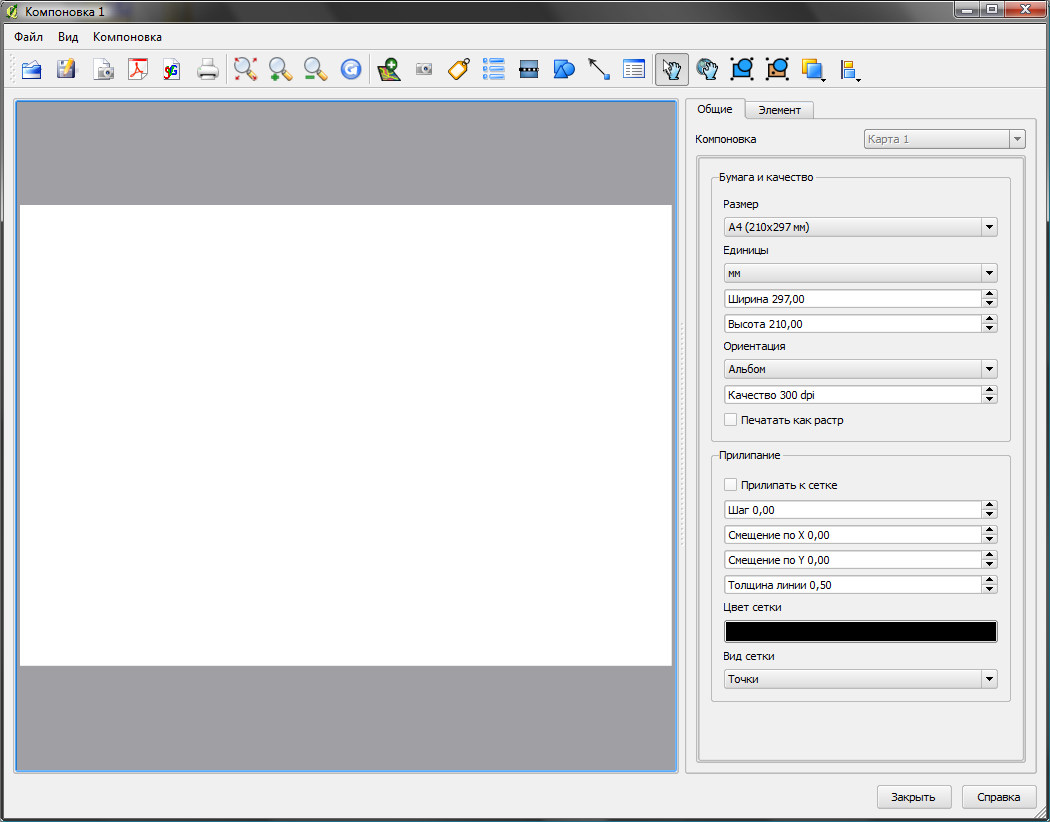 Компоновка 1
Файл Вид Компоновка
Общие Элемент
Компоновка Карта 1
Бумага и качество
Размер
A4 (210x297 мм)
Единицы
мм
Ширина 297,00
Высота 210,00
Ориентация
Альбом
Качество 300 dpi
Печатать как растр
Прилипание
Прилипать к сетке
Шаг 0,00
Смещение по X 0,00
Смещение по Y 0,00
Толщина линии 0,50
Цвет сетки
Вид сетки
Точки
Закрыть Справка